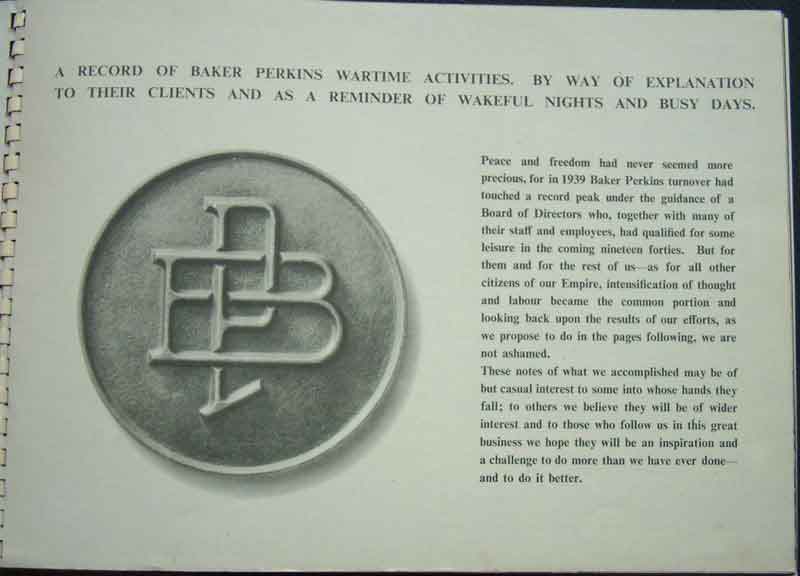 A RECORD OF BAKER PERKINS WARTIME ACTIVITIES. BY WAY OF EXPLANATION
TO THEIR CLIENTS AND AS A REMINDER OF WAKEFUL NIGHTS AND BUSY DAYS.
Peace and freedom had never seemed more
precious, for in 1939 Baker Perkins turnover had
touched a record peak under the guidance of a
Board of Directors who, together with many of
their staff and employees, had qualified for some
leisure in the coming nineteen forties. But for
them and for the rest of us—as for all other
citizens of our Empire, intensification of thought
and labour became the common portion and
looking back upon the results of our efforts, as
we propose to do in the pages following, we are
not ashamed.
These notes of what we accomplished may be of
but casual interest to some into whose hands they
fall; to others we believe they will be of wider
interest and to those who follow us in this great
business we hope they will be an inspiration and
a challenge to do more than we have ever done—
and to do it better.